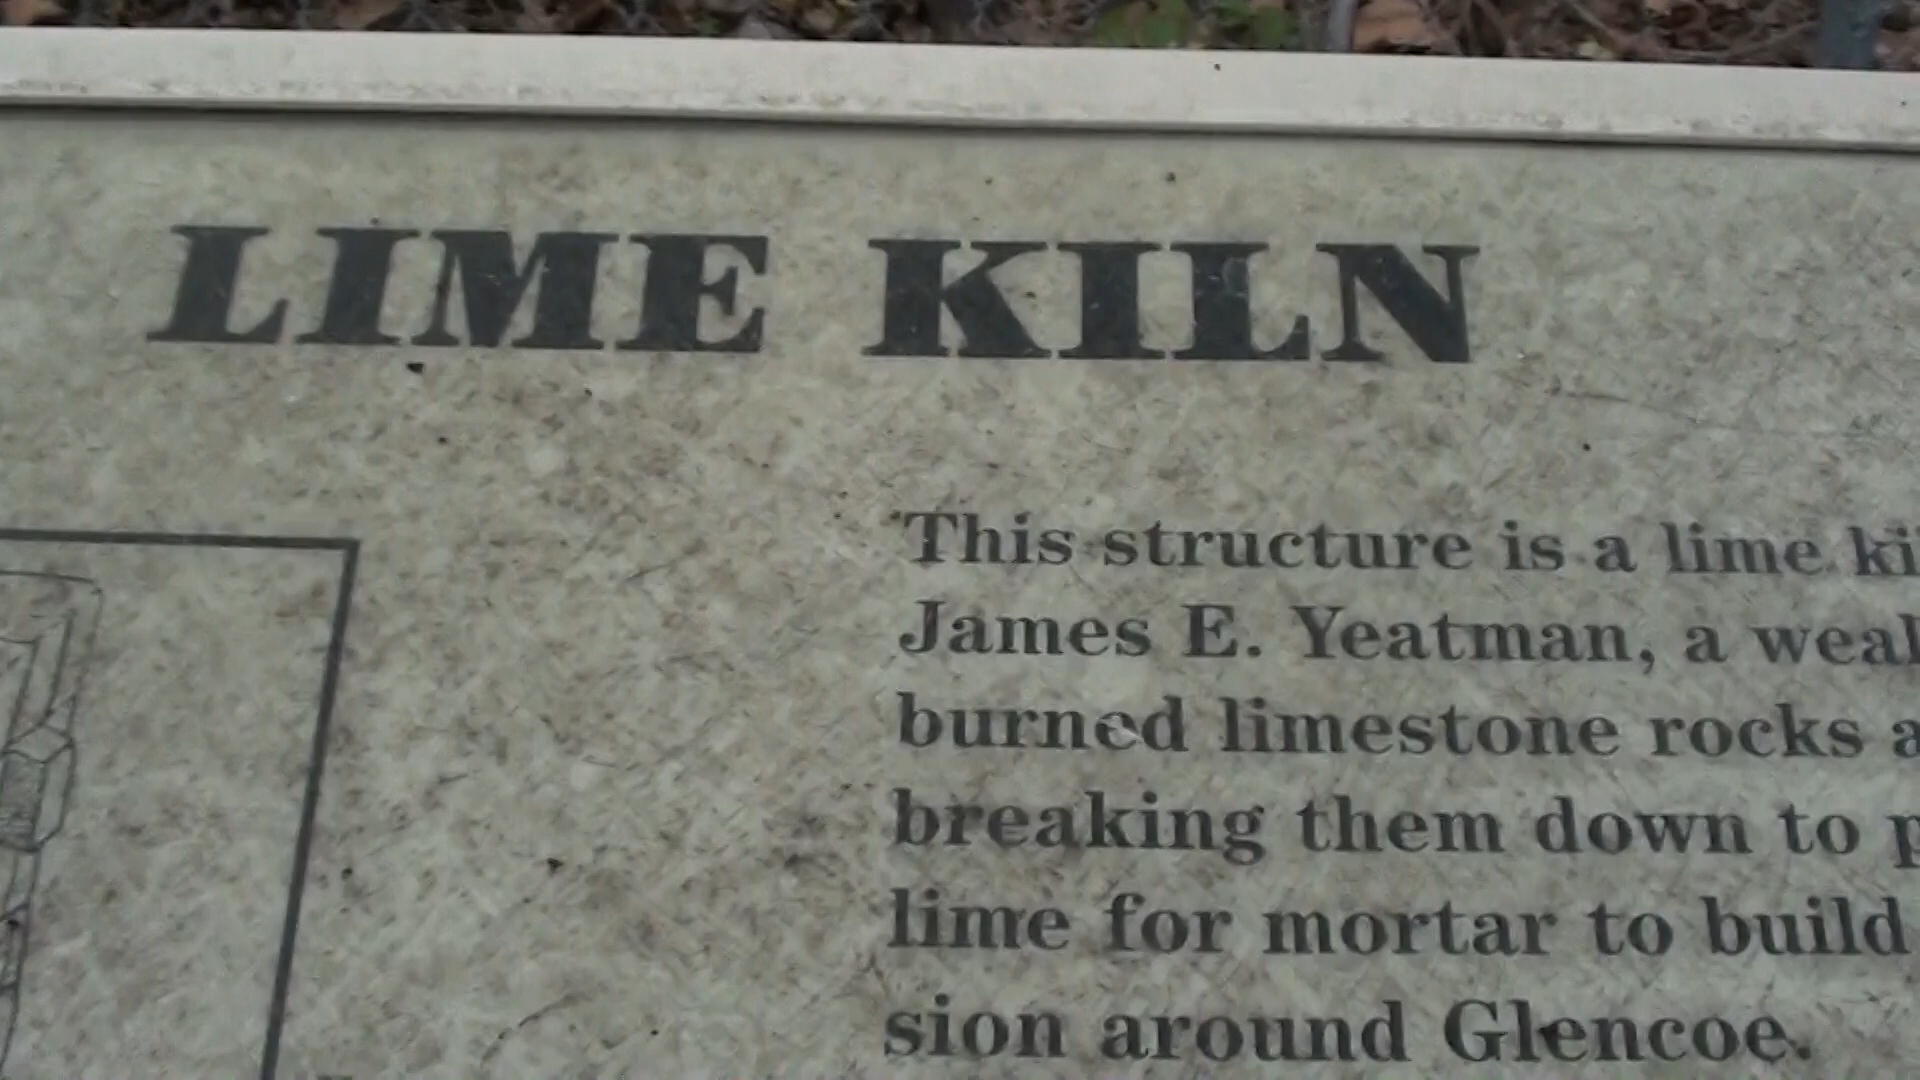 LIME KILN
This structure is a lime
James E. Yeatman, a
burned limestone rocks
breaking them down to
lime for mortar to build
sion around Glencoe.